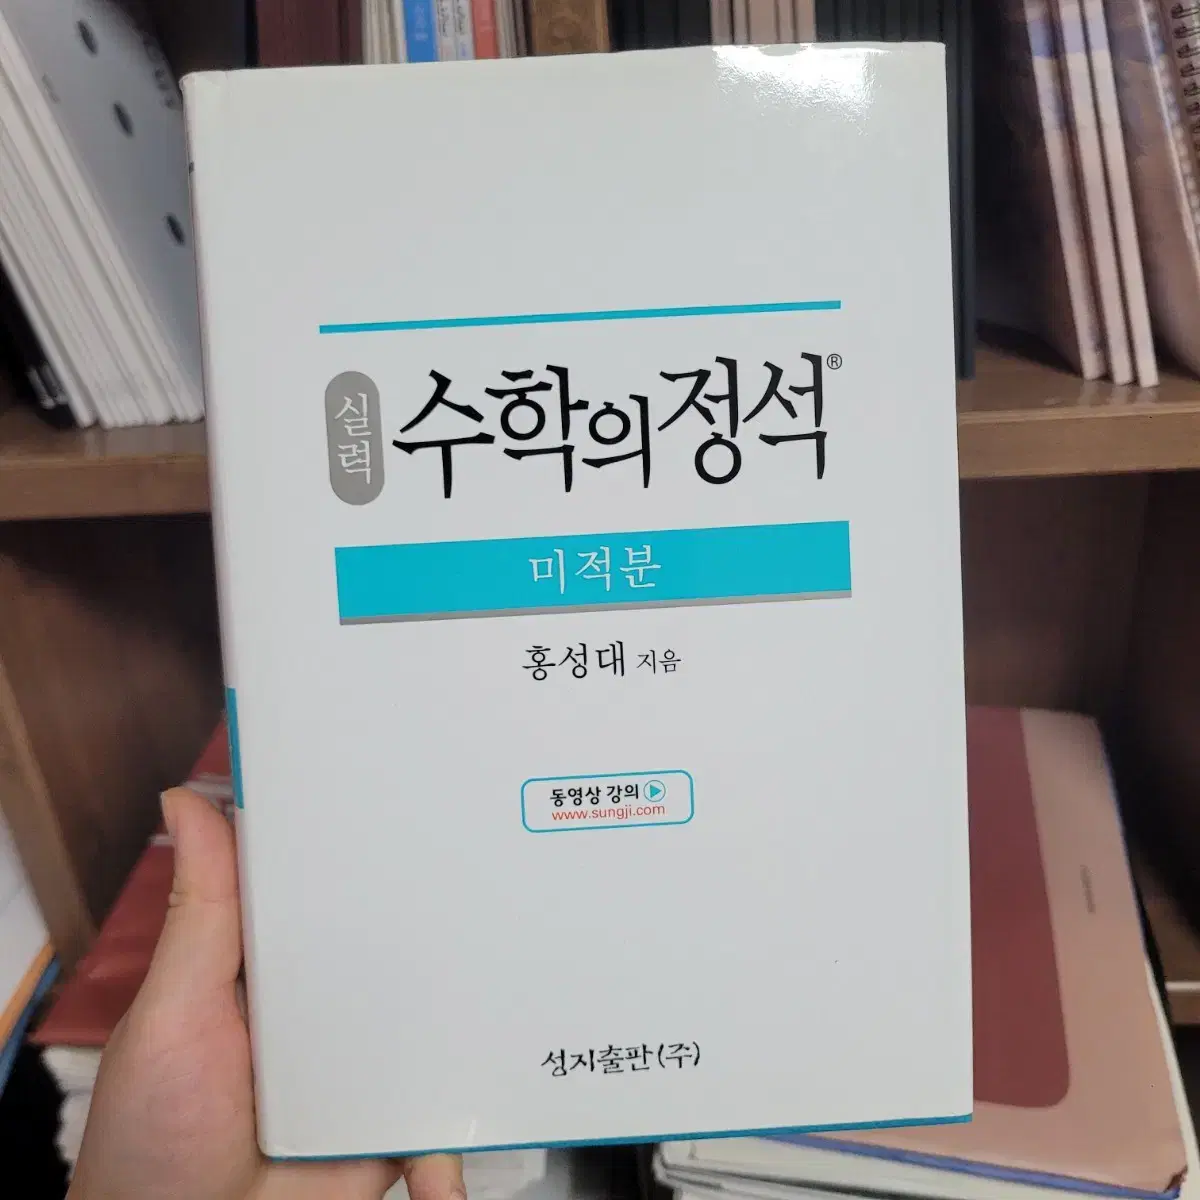 실력
수학의 정석®
미적분
홍성대 지음
동영상 강의
www.sungji.com
성지출판(주)